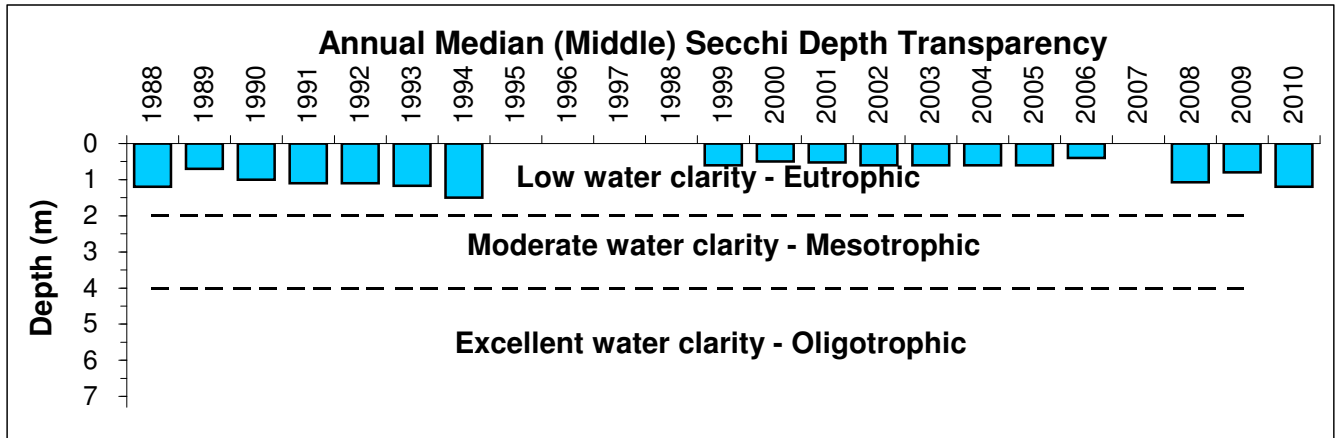 Annual Median (Middle) Secchi Depth Transparency
1988 1989 1990 1991 1992 1993 1994 1995 1996 1997 1998 1999 2000 2001 2002 2003 2004 2005 2006 2007 2008 2009 2010
Depth (m)
0
1
2
3
4
5
6
7
Low water clarity - Eutrophic
Moderate water clarity - Mesotrophic
Excellent water clarity - Oligotrophic